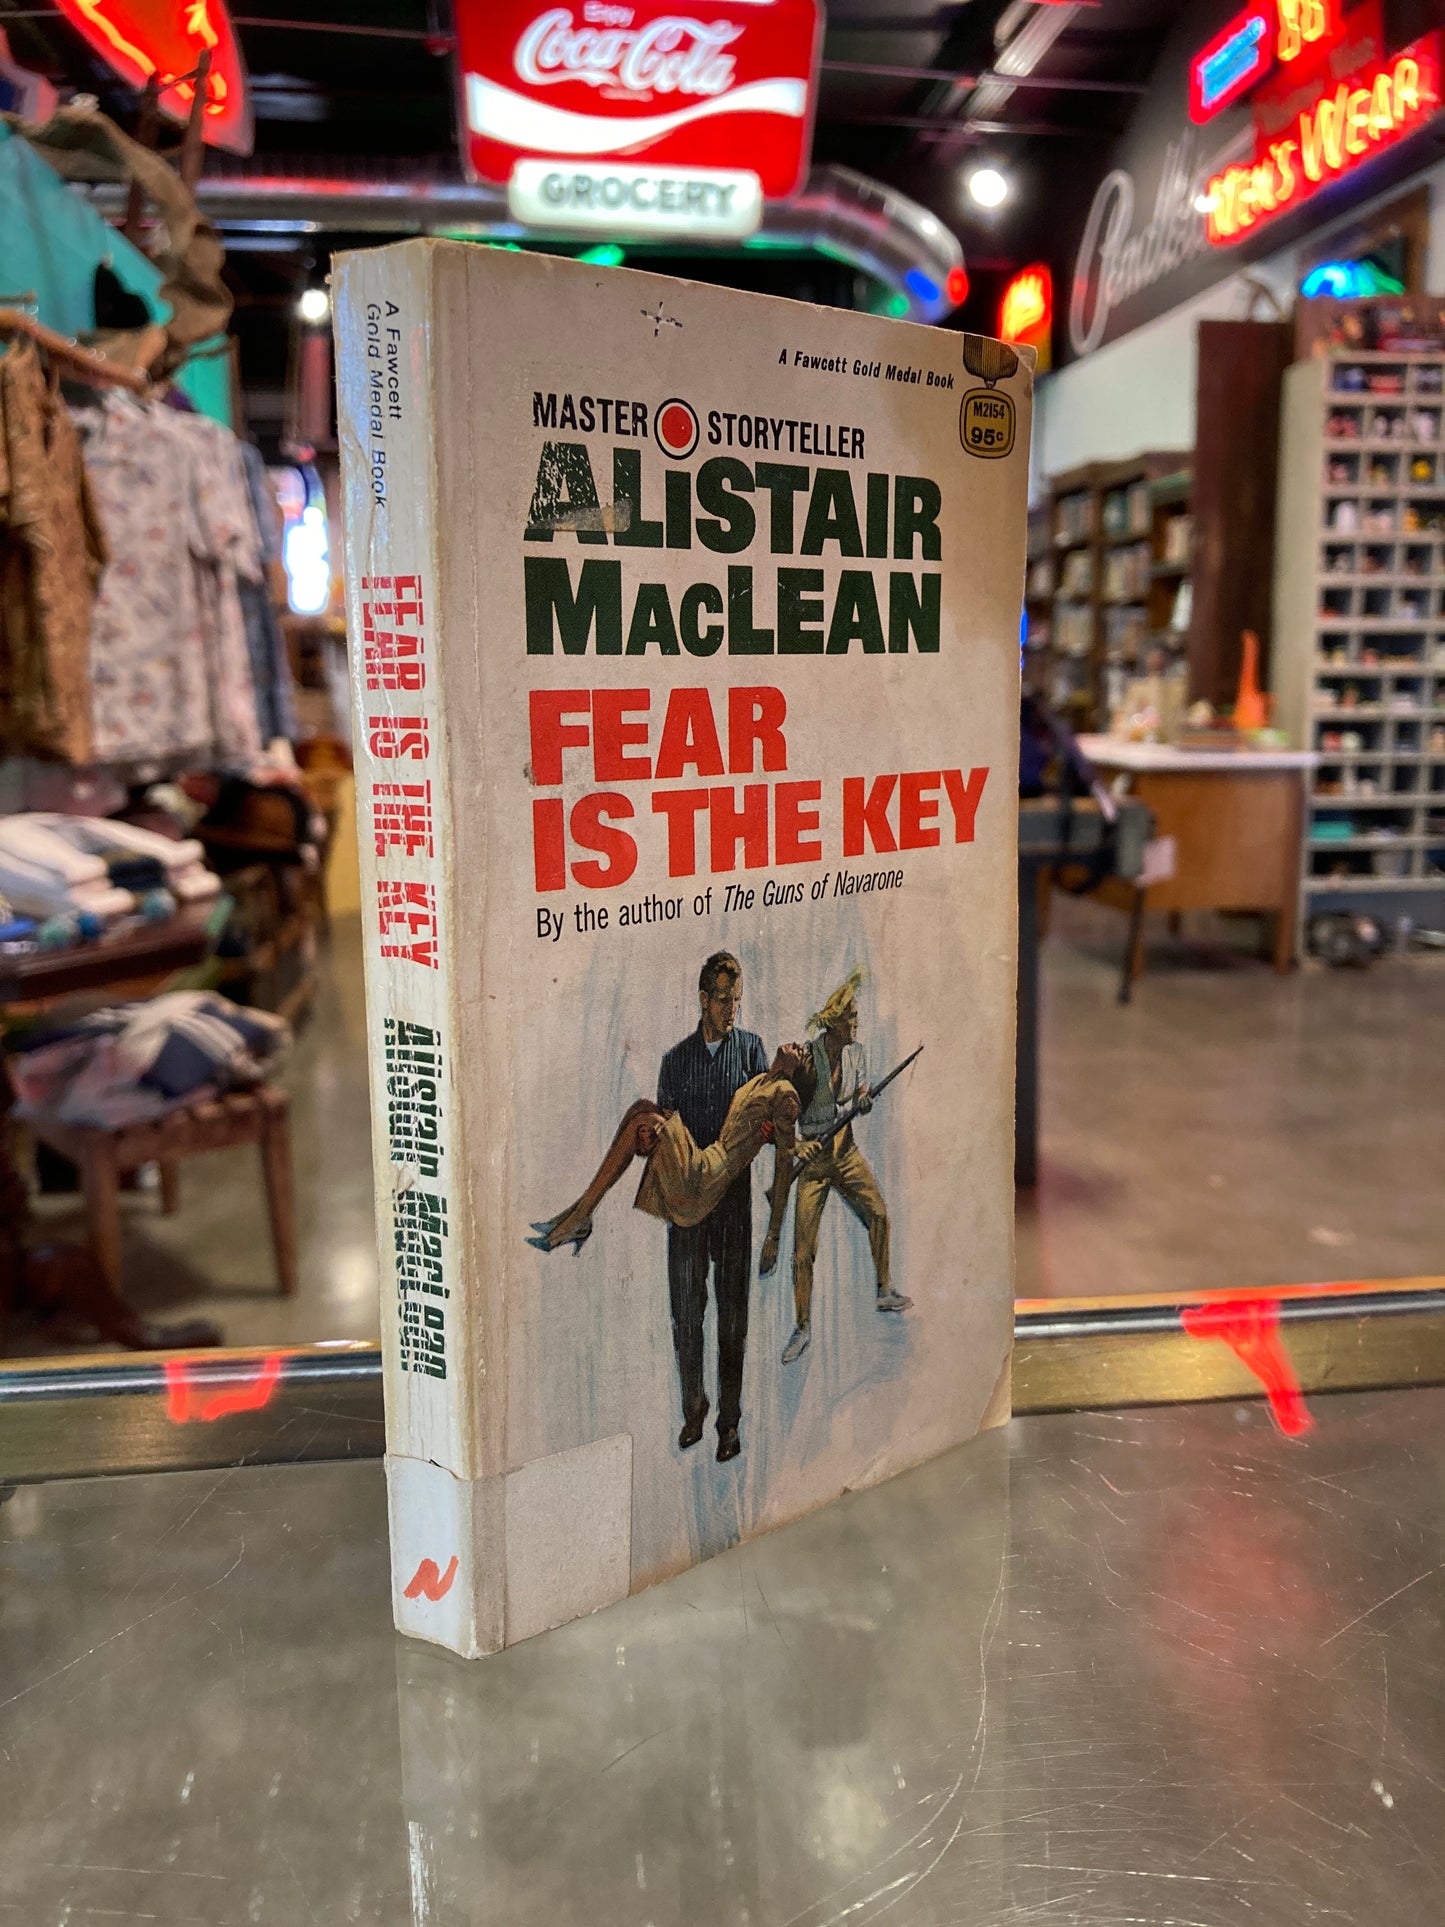 Enjoy
Coca-Cola
GROCERY
MEN'S WEAR
A Fawcett
Gold Medal Book
FEAR IS THE KEY
Alistair MacLean
A Fawcett Gold Medal Book
M2154
95c
MASTER STORYTELLER
ALiSTAIR
MACLEAN
FEAR
IS THE KEY
By the author of The Guns of Navarone
N